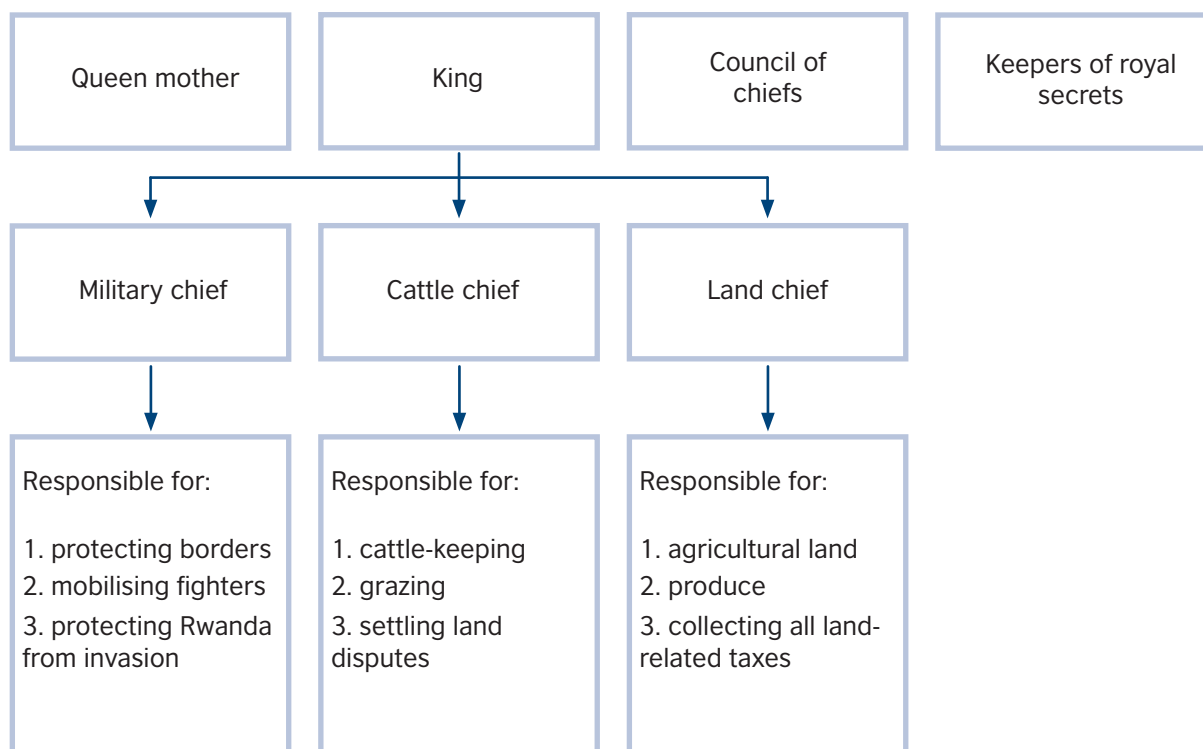 Queen mother
King
Council of
chiefs
Keepers of royal
secrets
Military chief
Cattle chief
Land chief
Responsible for:
1. protecting borders
2. mobilising fighters
3. protecting Rwanda
from invasion
Responsible for:
1. cattle-keeping
2. grazing
3. settling land
disputes
Responsible for:
1. agricultural land
2. produce
3. collecting all land-
related taxes